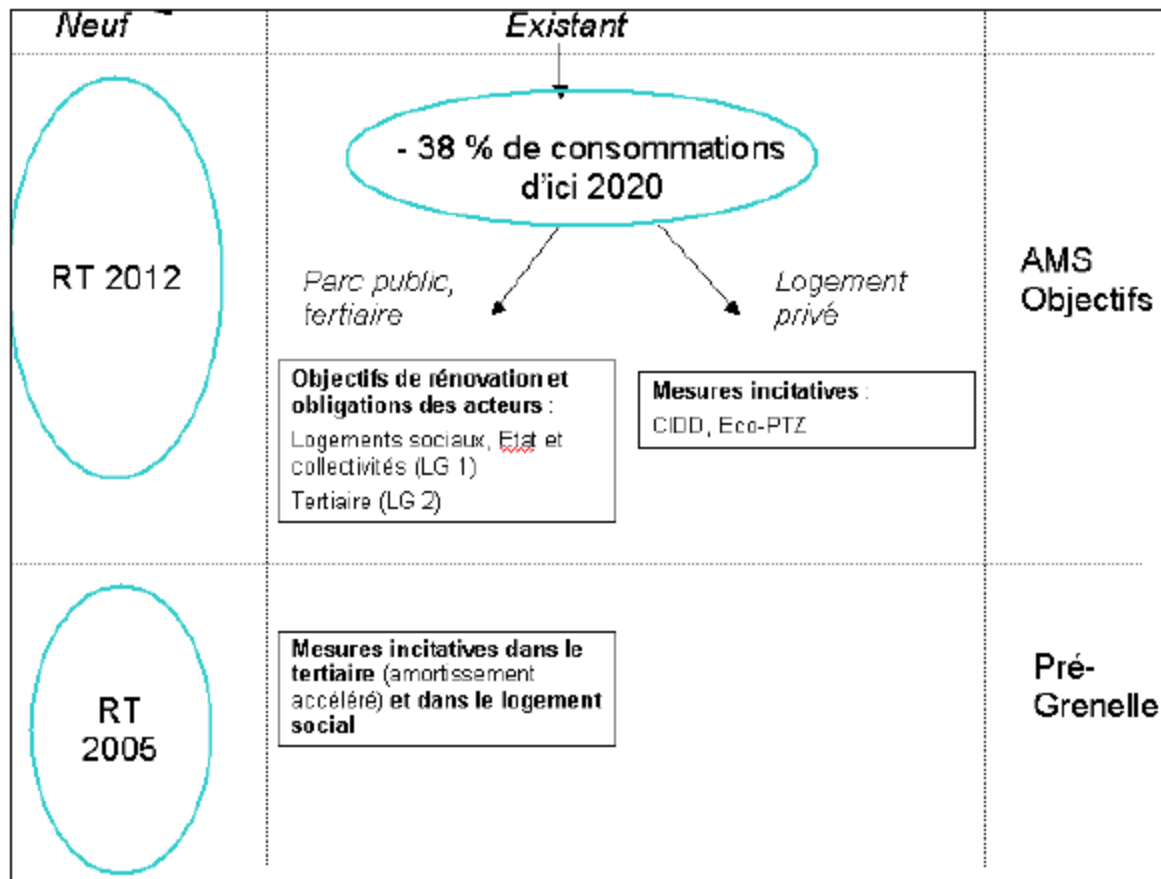 Neuf
Existant
- 38 % de consommations
d'ici 2020
RT 2012
Parc public,
tertiaire
Logement
privé
AMS
Objectifs
Objectifs de rénovation et
obligations des acteurs :
Logements sociaux, Etat et
collectivités (LG 1)
Tertiaire (LG 2)
Mesures incitatives :
CIDD, Eco-PTZ
RT
2005
Mesures incitatives dans le
tertiaire (amortissement
accéléré) et dans le logement
social
Pré-
Grenelle